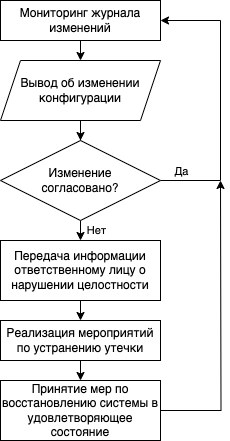 Мониторинг журнала
изменений
Вывод об изменении
конфигурации
Изменение
согласовано?
Да
Нет
Передача информации
ответственному лицу о
нарушении целостности
Реализация мероприятий
по устранению утечки
Принятие мер по
восстановлению системы в
удовлетворяющее
состояние